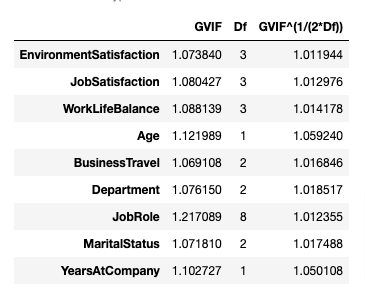 GVIF Df GVIF^(1/(2*Df))
EnvironmentSatisfaction 1.073840 3 1.011944
JobSatisfaction 1.080427 3 1.012976
WorkLifeBalance 1.088139 3 1.014178
Age 1.121989 1 1.059240
BusinessTravel 1.069108 2 1.016846
Department 1.076150 2 1.018517
JobRole 1.217089 8 1.012355
MaritalStatus 1.071810 2 1.017488
YearsAtCompany 1.102727 1 1.050108